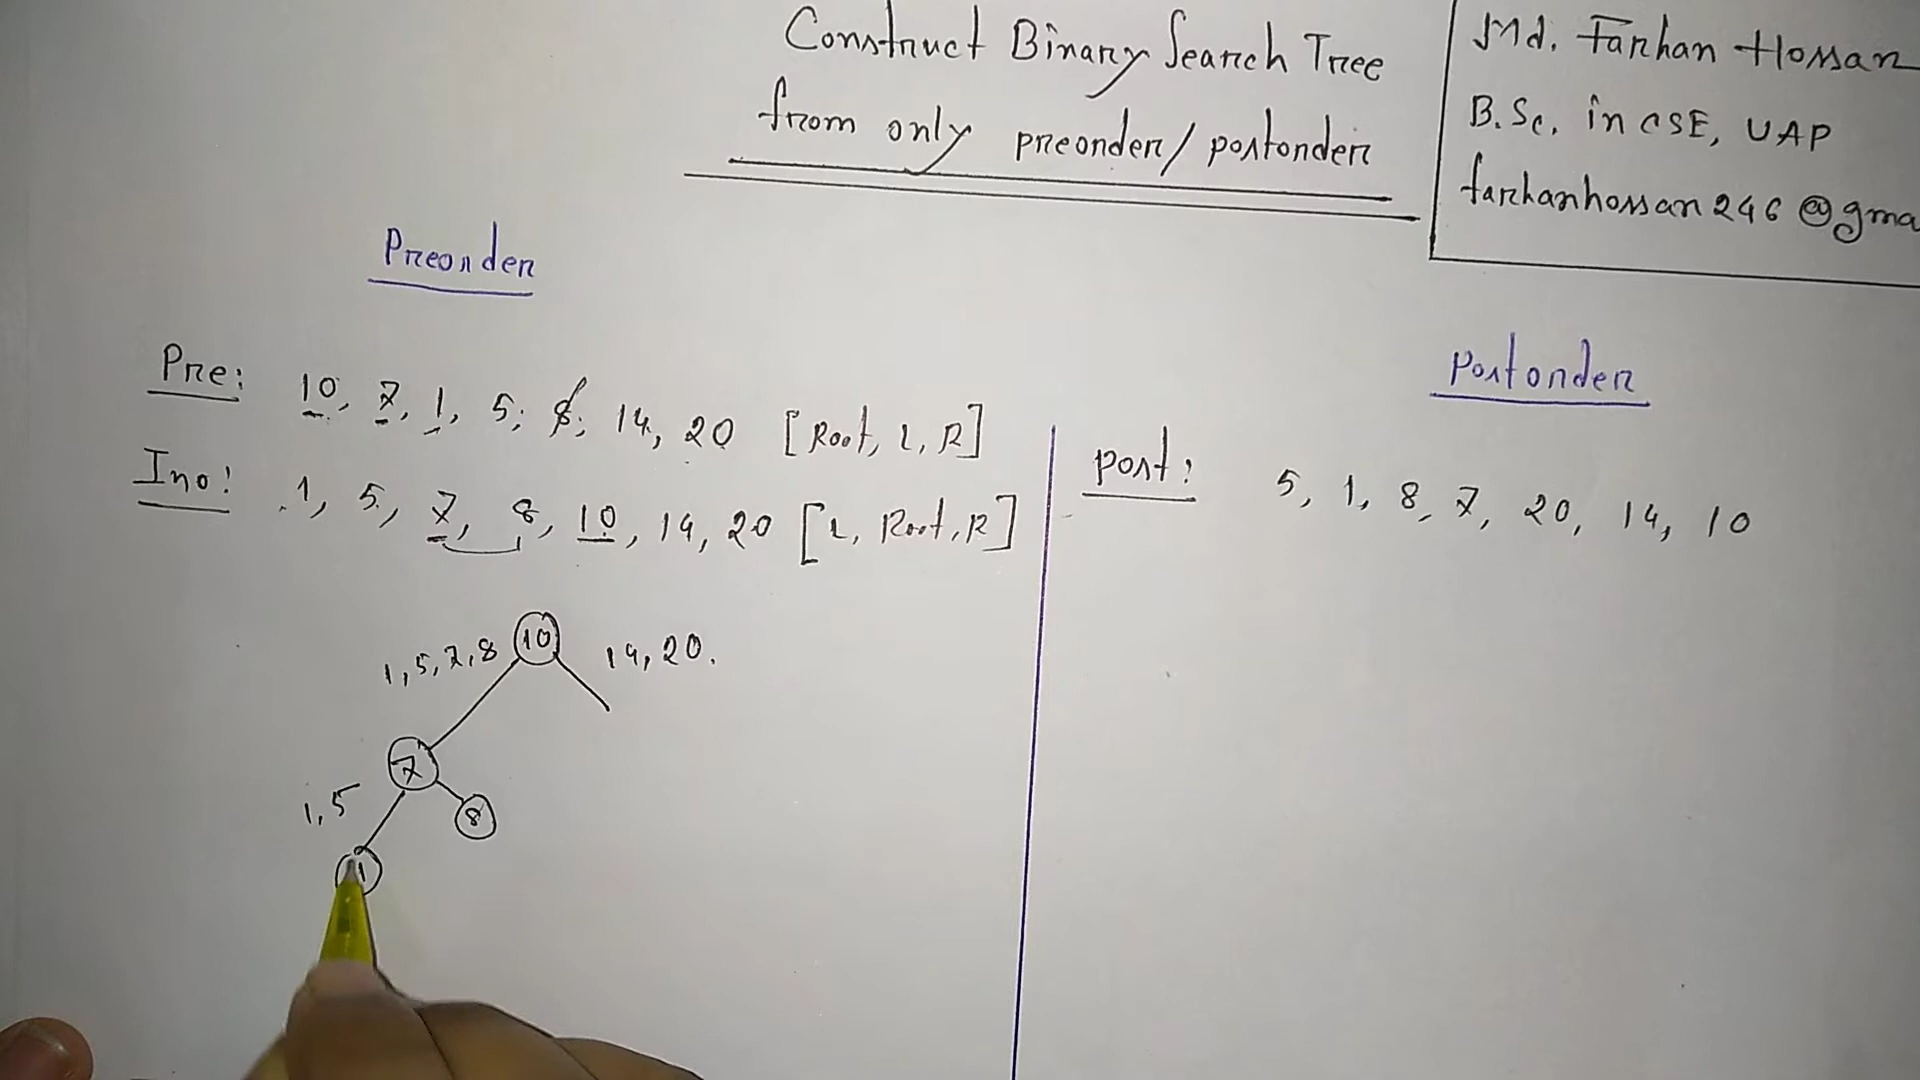 Construct Binary Search Tree
from only preorder/postorder
Md. Farhan Hossan
B.Sc. in CSE, UAP
farhanhossan246@gma
Preorder
Pre: 10, 7, 1, 5; 8; 14, 20 [Root, L, R]
Ino: 1, 5, 7, 8, 10, 14, 20 [L, Root, R]
Postorder
post: 5, 1, 8, 7, 20, 14, 10
1, 5, 7, 8 10 14, 20.
7
1, 5 8
1